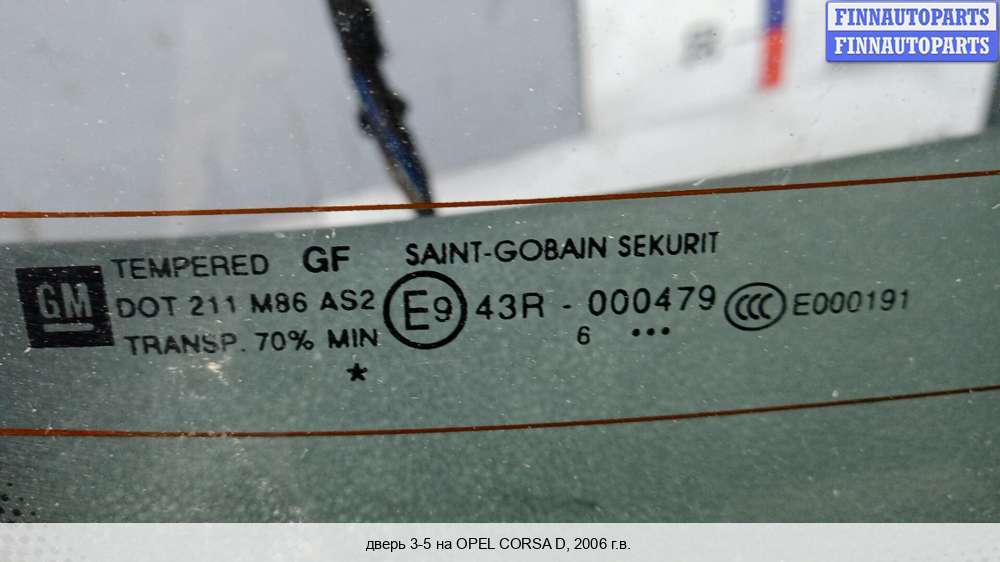 FINNAUTOPARTS
FINNAUTOPARTS
GM
TEMPERED GF SAINT-GOBAIN SEKURIT
DOT 211 M86 AS2 E9 43R - 000479 CCC E000191
TRANSP. 70% MIN 6 •••
*
дверь 3-5 на OPEL CORSA D, 2006 г.в.